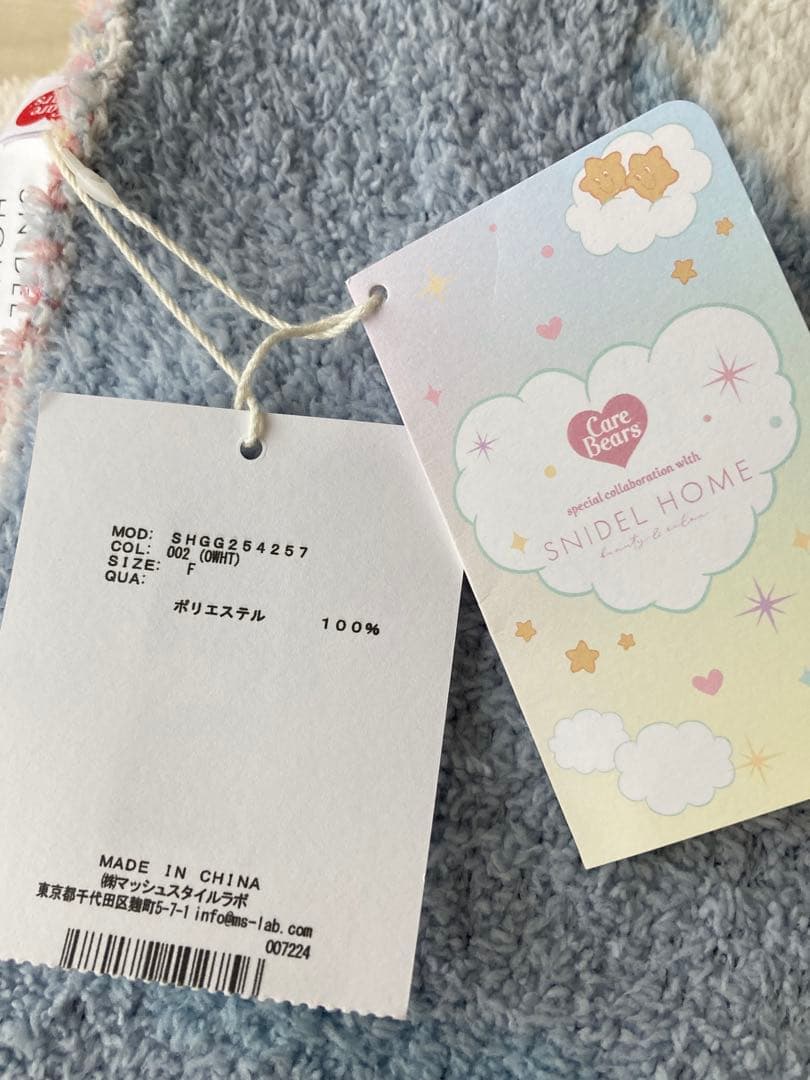 Care
Bears
special collaboration with
SNIDEL HOME
beauty & salon
MOD: SHGG254257
COL: 002 (OWHT)
SIZE: F
QUA:
ポリエステル 100%
MADE IN CHINA
㈱マッシュスタイルラボ
東京都千代田区麹町5-7-1 info@ms-lab.com
007224